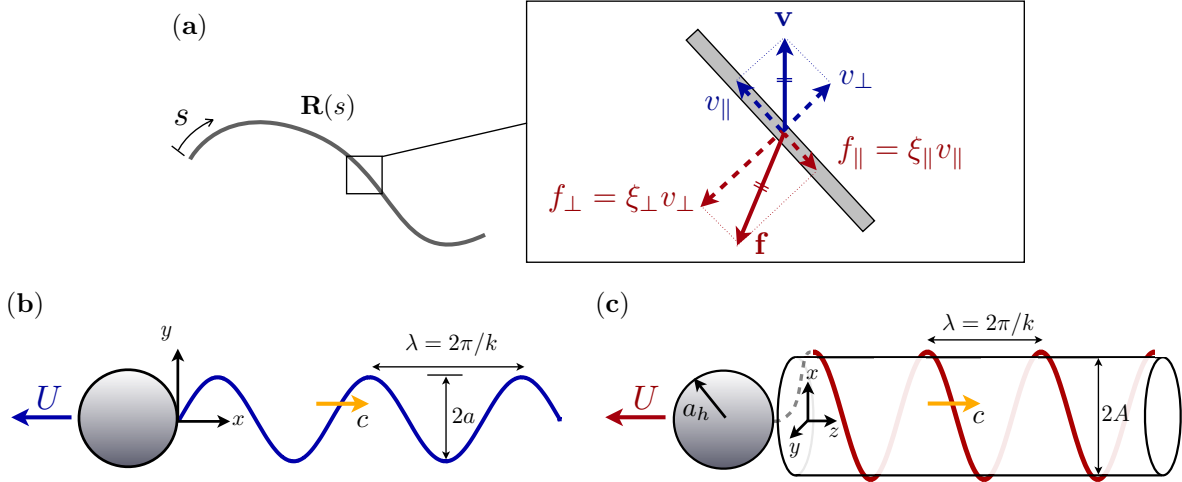 (a)
s
R(s)
v
v⊥
v∥
f∥ = ξ∥v∥
f⊥ = ξ⊥v⊥
f
(b)
y
λ = 2π/k
U
x
c
2a
(c)
λ = 2π/k
U
a_h
x
y
z
c
2A